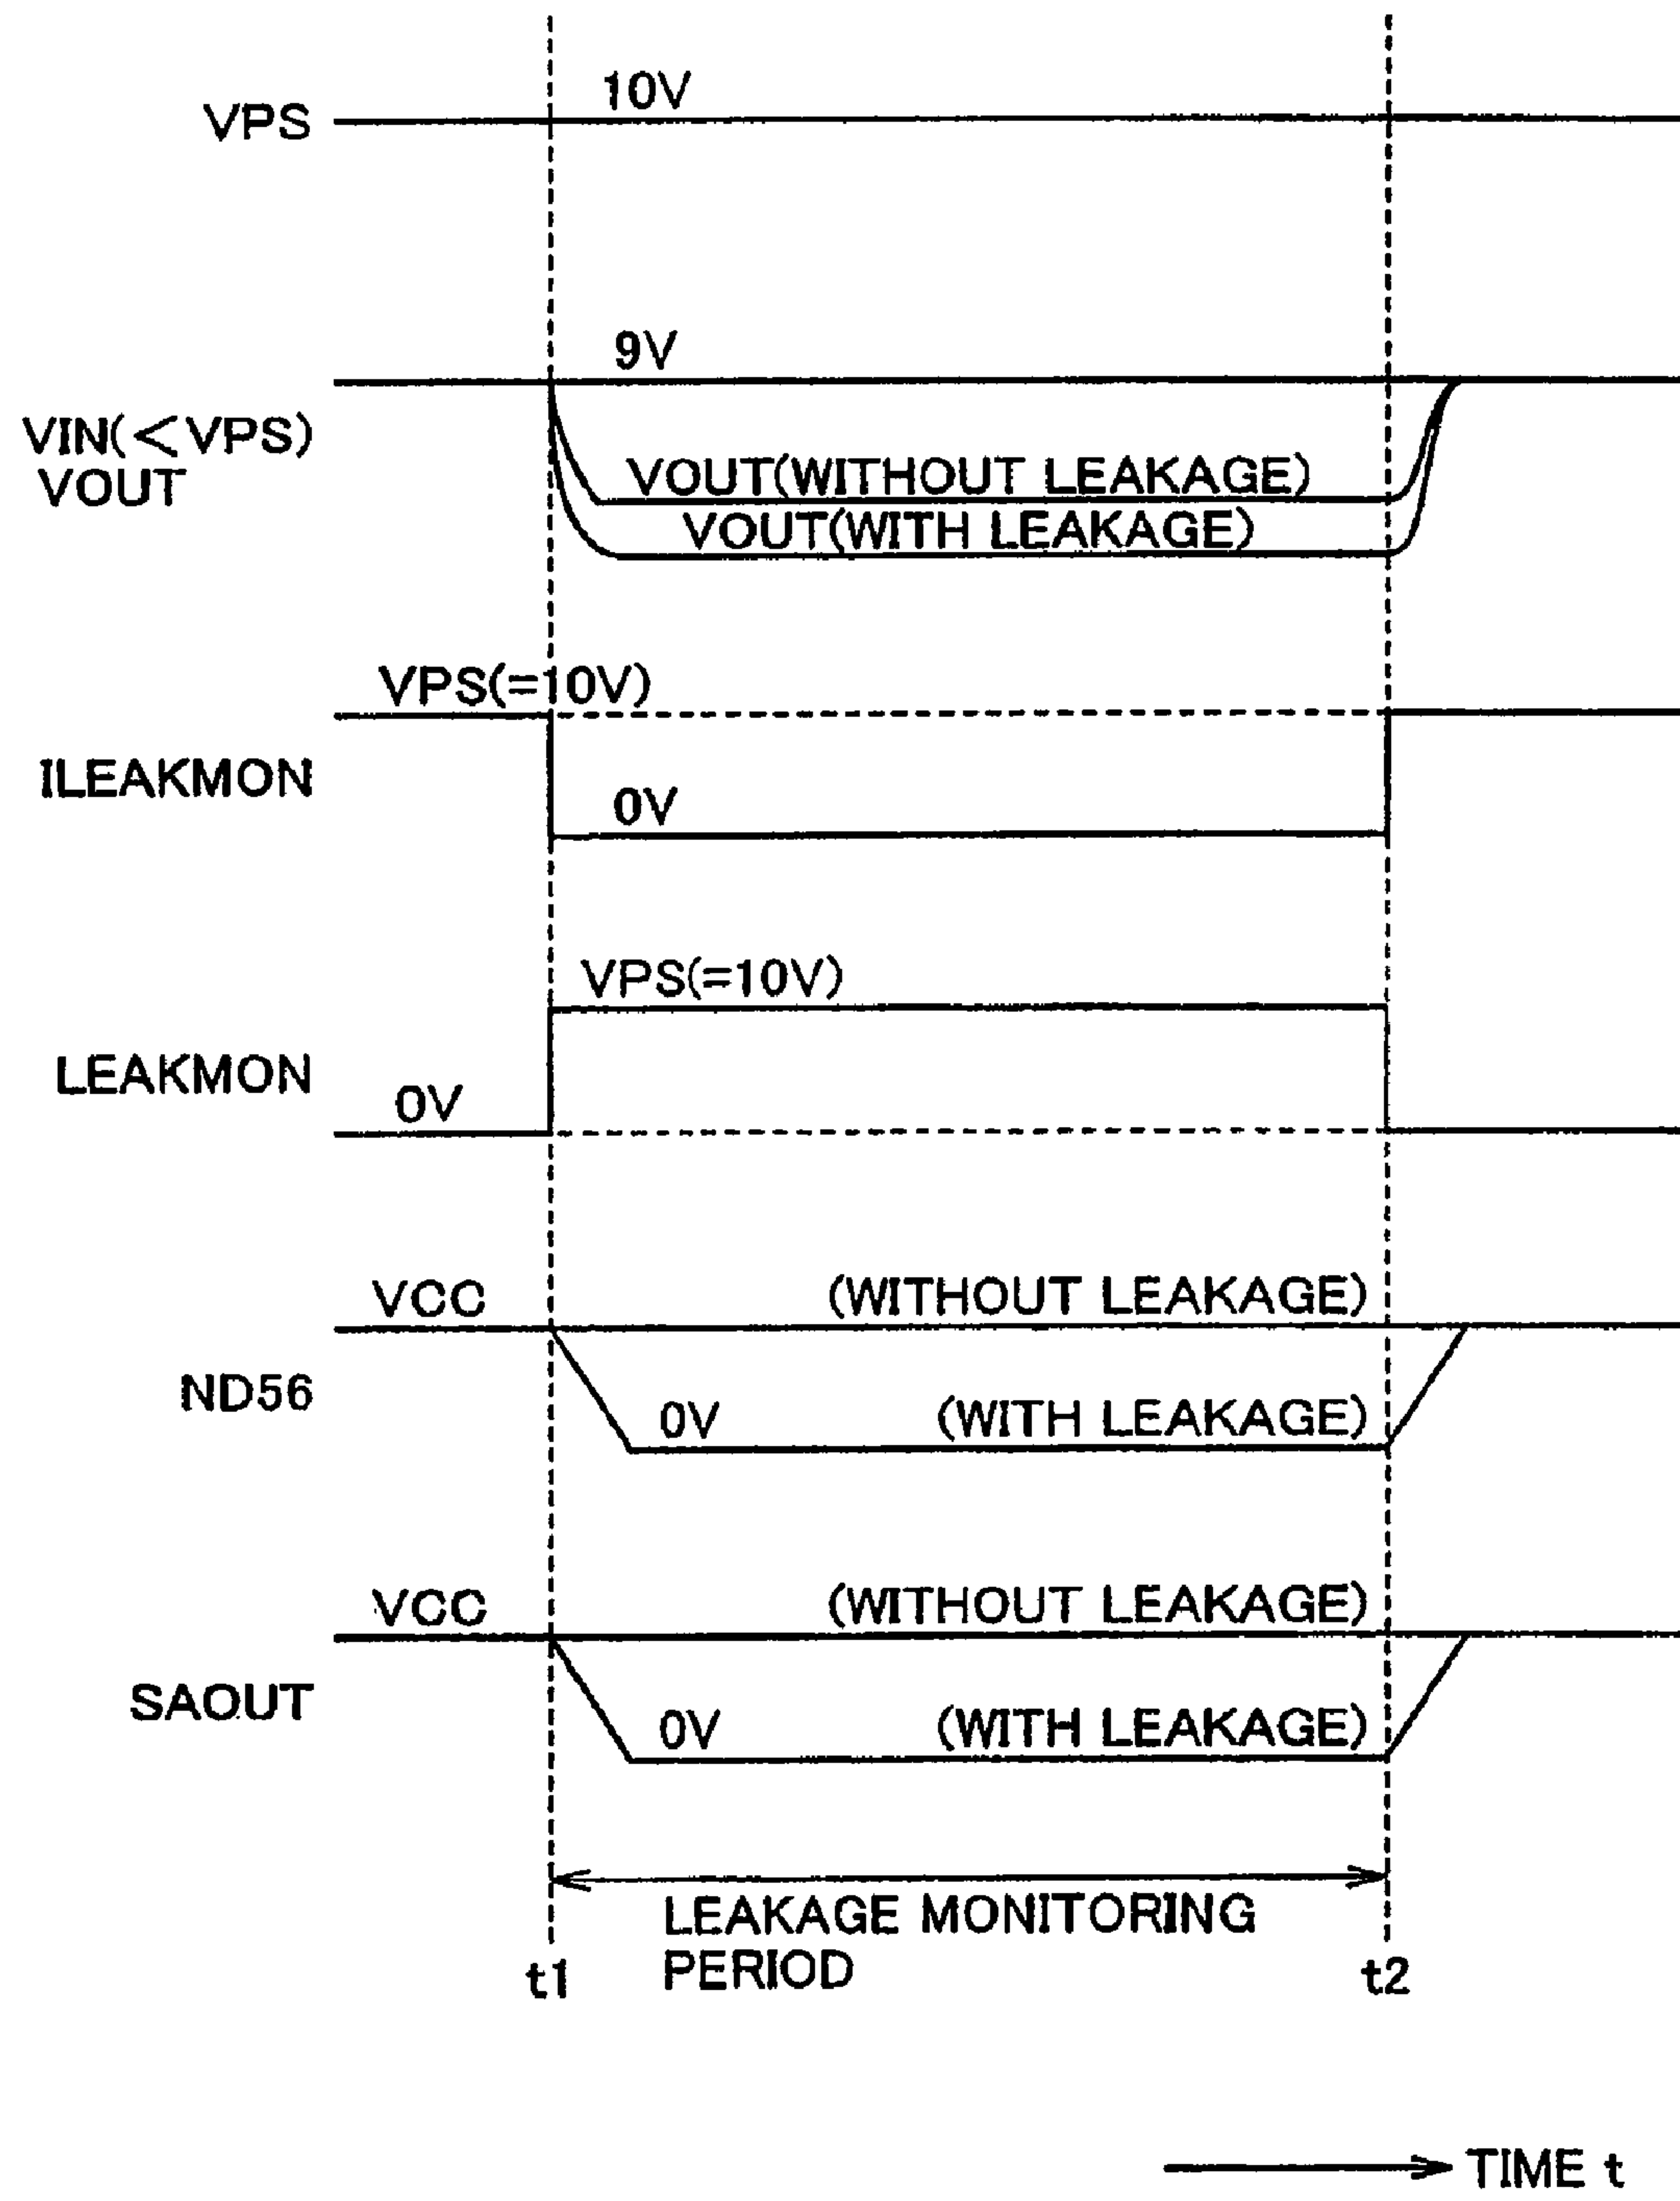 10V
VPS
9V
VIN(<VPS)
VOUT
VOUT(WITHOUT LEAKAGE)
VOUT(WITH LEAKAGE)
VPS(=10V)
ILEAKMON
0V
VPS(=10V)
LEAKMON
0V
VCC
(WITHOUT LEAKAGE)
ND56
0V
(WITH LEAKAGE)
VCC
(WITHOUT LEAKAGE)
SAOUT
0V
(WITH LEAKAGE)
LEAKAGE MONITORING
PERIOD
t1
t2
TIME t